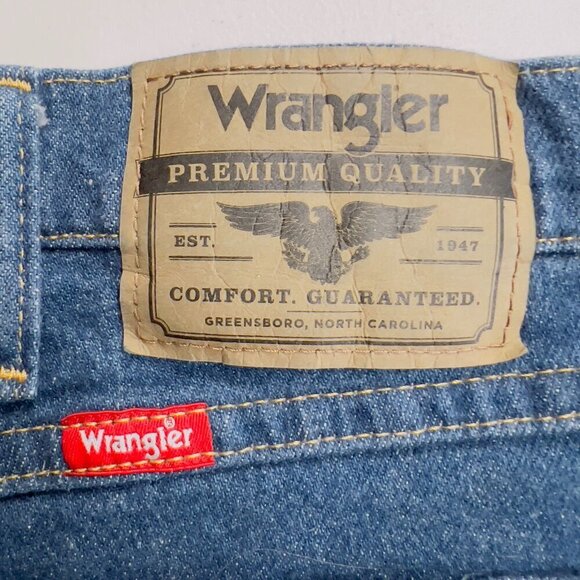 Wrangler
PREMIUM QUALITY
EST. 1947
COMFORT. GUARANTEED.
GREENSBORO, NORTH CAROLINA
Wrangler®